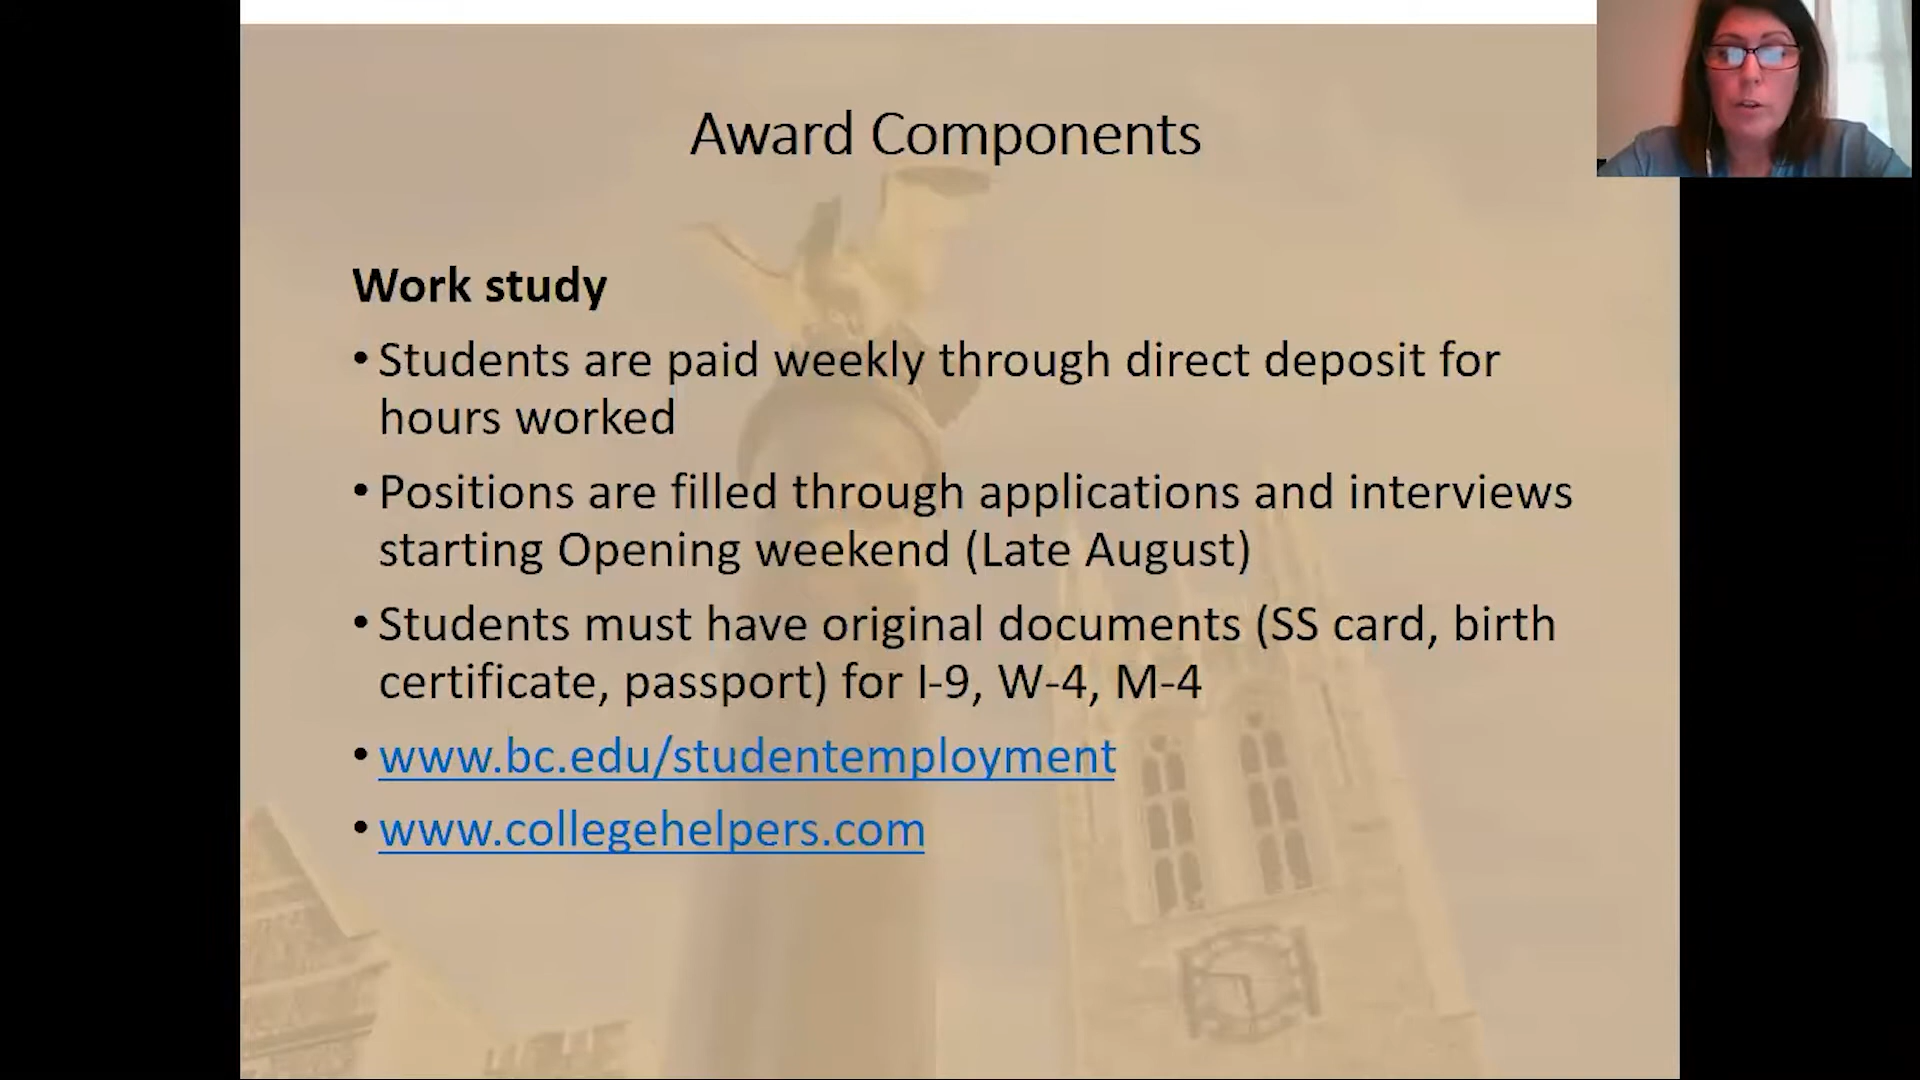 Award Components
Work study
• Students are paid weekly through direct deposit for
hours worked
• Positions are filled through applications and interviews
starting Opening weekend (Late August)
• Students must have original documents (SS card, birth
certificate, passport) for I-9, W-4, M-4
• www.bc.edu/studentemployment
• www.collegehelpers.com